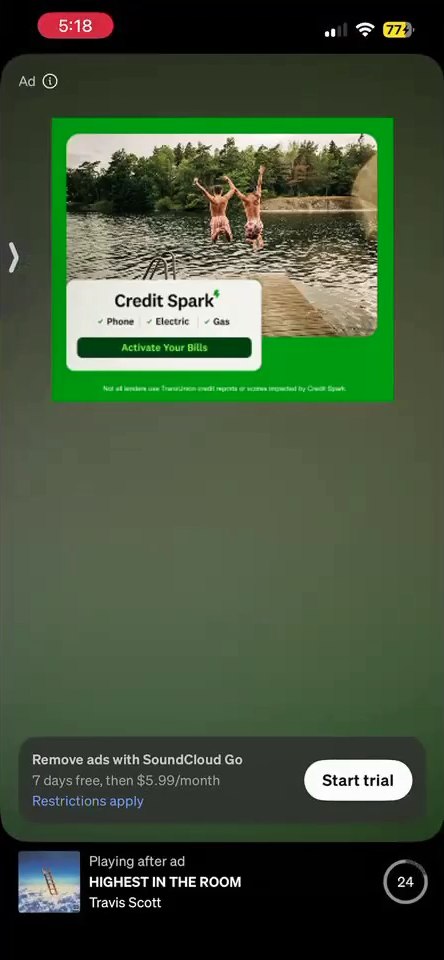 5:18
77
Ad
Credit Spark
✓ Phone ✓ Electric ✓ Gas
Activate Your Bills
Not all lenders use TransUnion credit reports or scores impacted by Credit Spark.
Remove ads with SoundCloud Go
7 days free, then $5.99/month
Restrictions apply
Start trial
Playing after ad
HIGHEST IN THE ROOM
Travis Scott
24